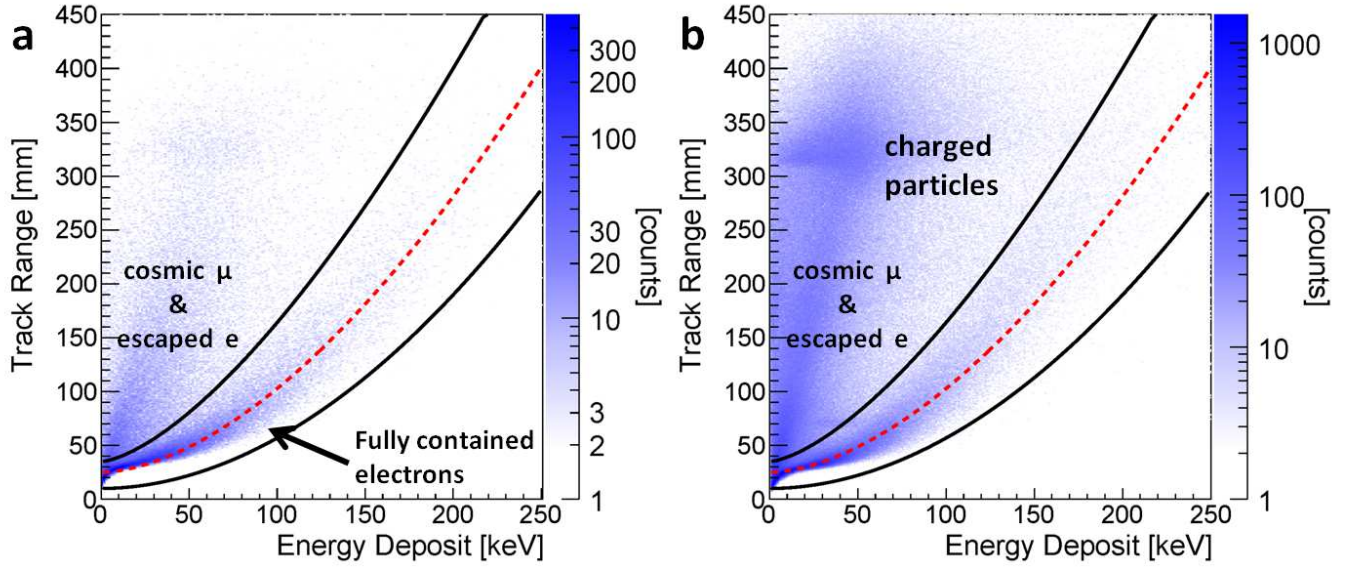 a
450
400
350
300
250
200
150
100
50
0
Track Range [mm]
cosmic μ
&
escaped e
Fully contained
electrons
0
50
100
150
200
250
Energy Deposit [keV]
300
200
100
30
20
10
3
2
1
[counts]
b
450
400
350
300
250
200
150
100
50
0
Track Range [mm]
charged
particles
cosmic μ
&
escaped e
0
50
100
150
200
250
Energy Deposit [keV]
1000
100
10
1
[counts]